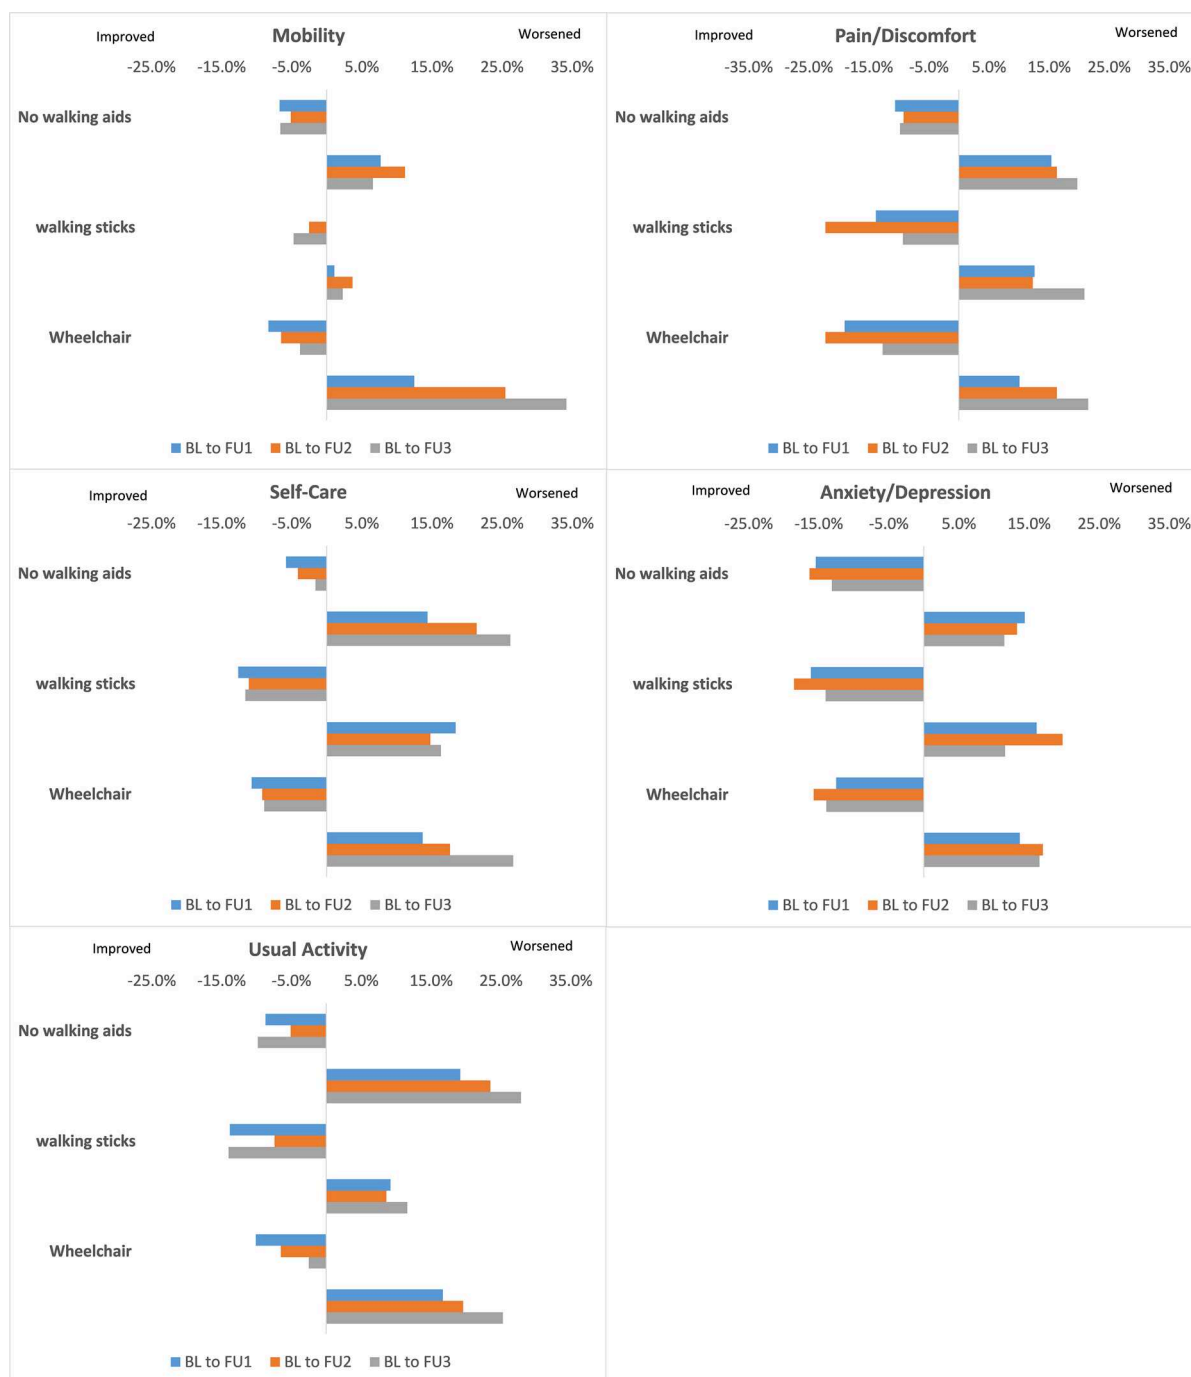 Improved Mobility Worsened
-25.0% -15.0% -5.0% 5.0% 15.0% 25.0% 35.0%
No walking aids
walking sticks
Wheelchair
BL to FU1 BL to FU2 BL to FU3
Improved Pain/Discomfort Worsened
-35.0% -25.0% -15.0% -5.0% 5.0% 15.0% 25.0% 35.0%
No walking aids
walking sticks
Wheelchair
BL to FU1 BL to FU2 BL to FU3
Improved Self-Care Worsened
-25.0% -15.0% -5.0% 5.0% 15.0% 25.0% 35.0%
No walking aids
walking sticks
Wheelchair
BL to FU1 BL to FU2 BL to FU3
Improved Anxiety/Depression Worsened
-25.0% -15.0% -5.0% 5.0% 15.0% 25.0% 35.0%
No walking aids
walking sticks
Wheelchair
BL to FU1 BL to FU2 BL to FU3
Improved Usual Activity Worsened
-25.0% -15.0% -5.0% 5.0% 15.0% 25.0% 35.0%
No walking aids
walking sticks
Wheelchair
BL to FU1 BL to FU2 BL to FU3